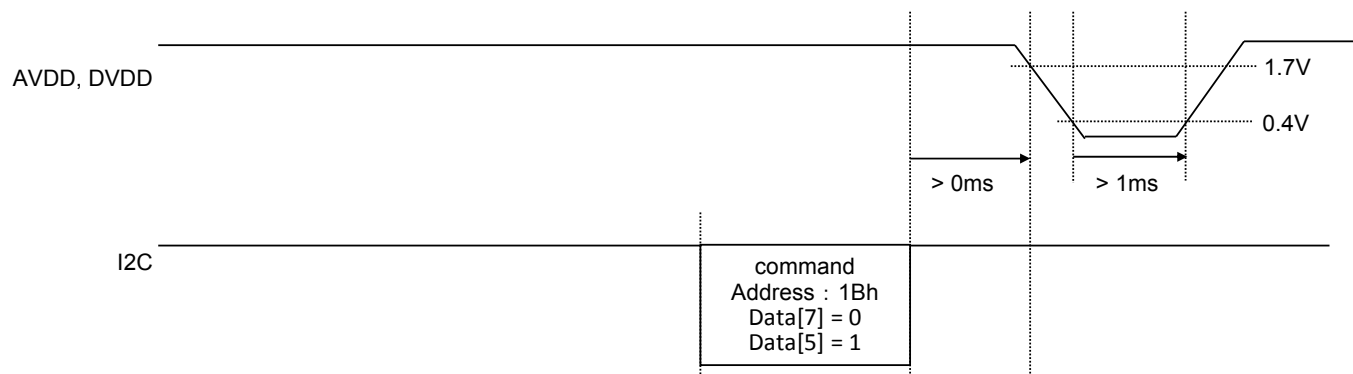 AVDD, DVDD
1.7V
0.4V
> 0ms
> 1ms
I2C
command
Address : 1Bh
Data[7] = 0
Data[5] = 1